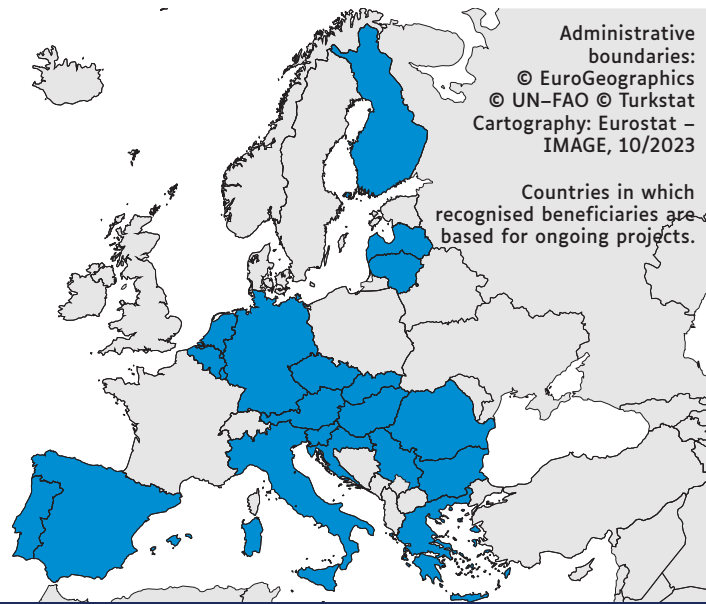 Administrative
boundaries:
© EuroGeographics
© UN–FAO © Turkstat
Cartography: Eurostat –
IMAGE, 10/2023
Countries in which
recognised beneficiaries are
based for ongoing projects.